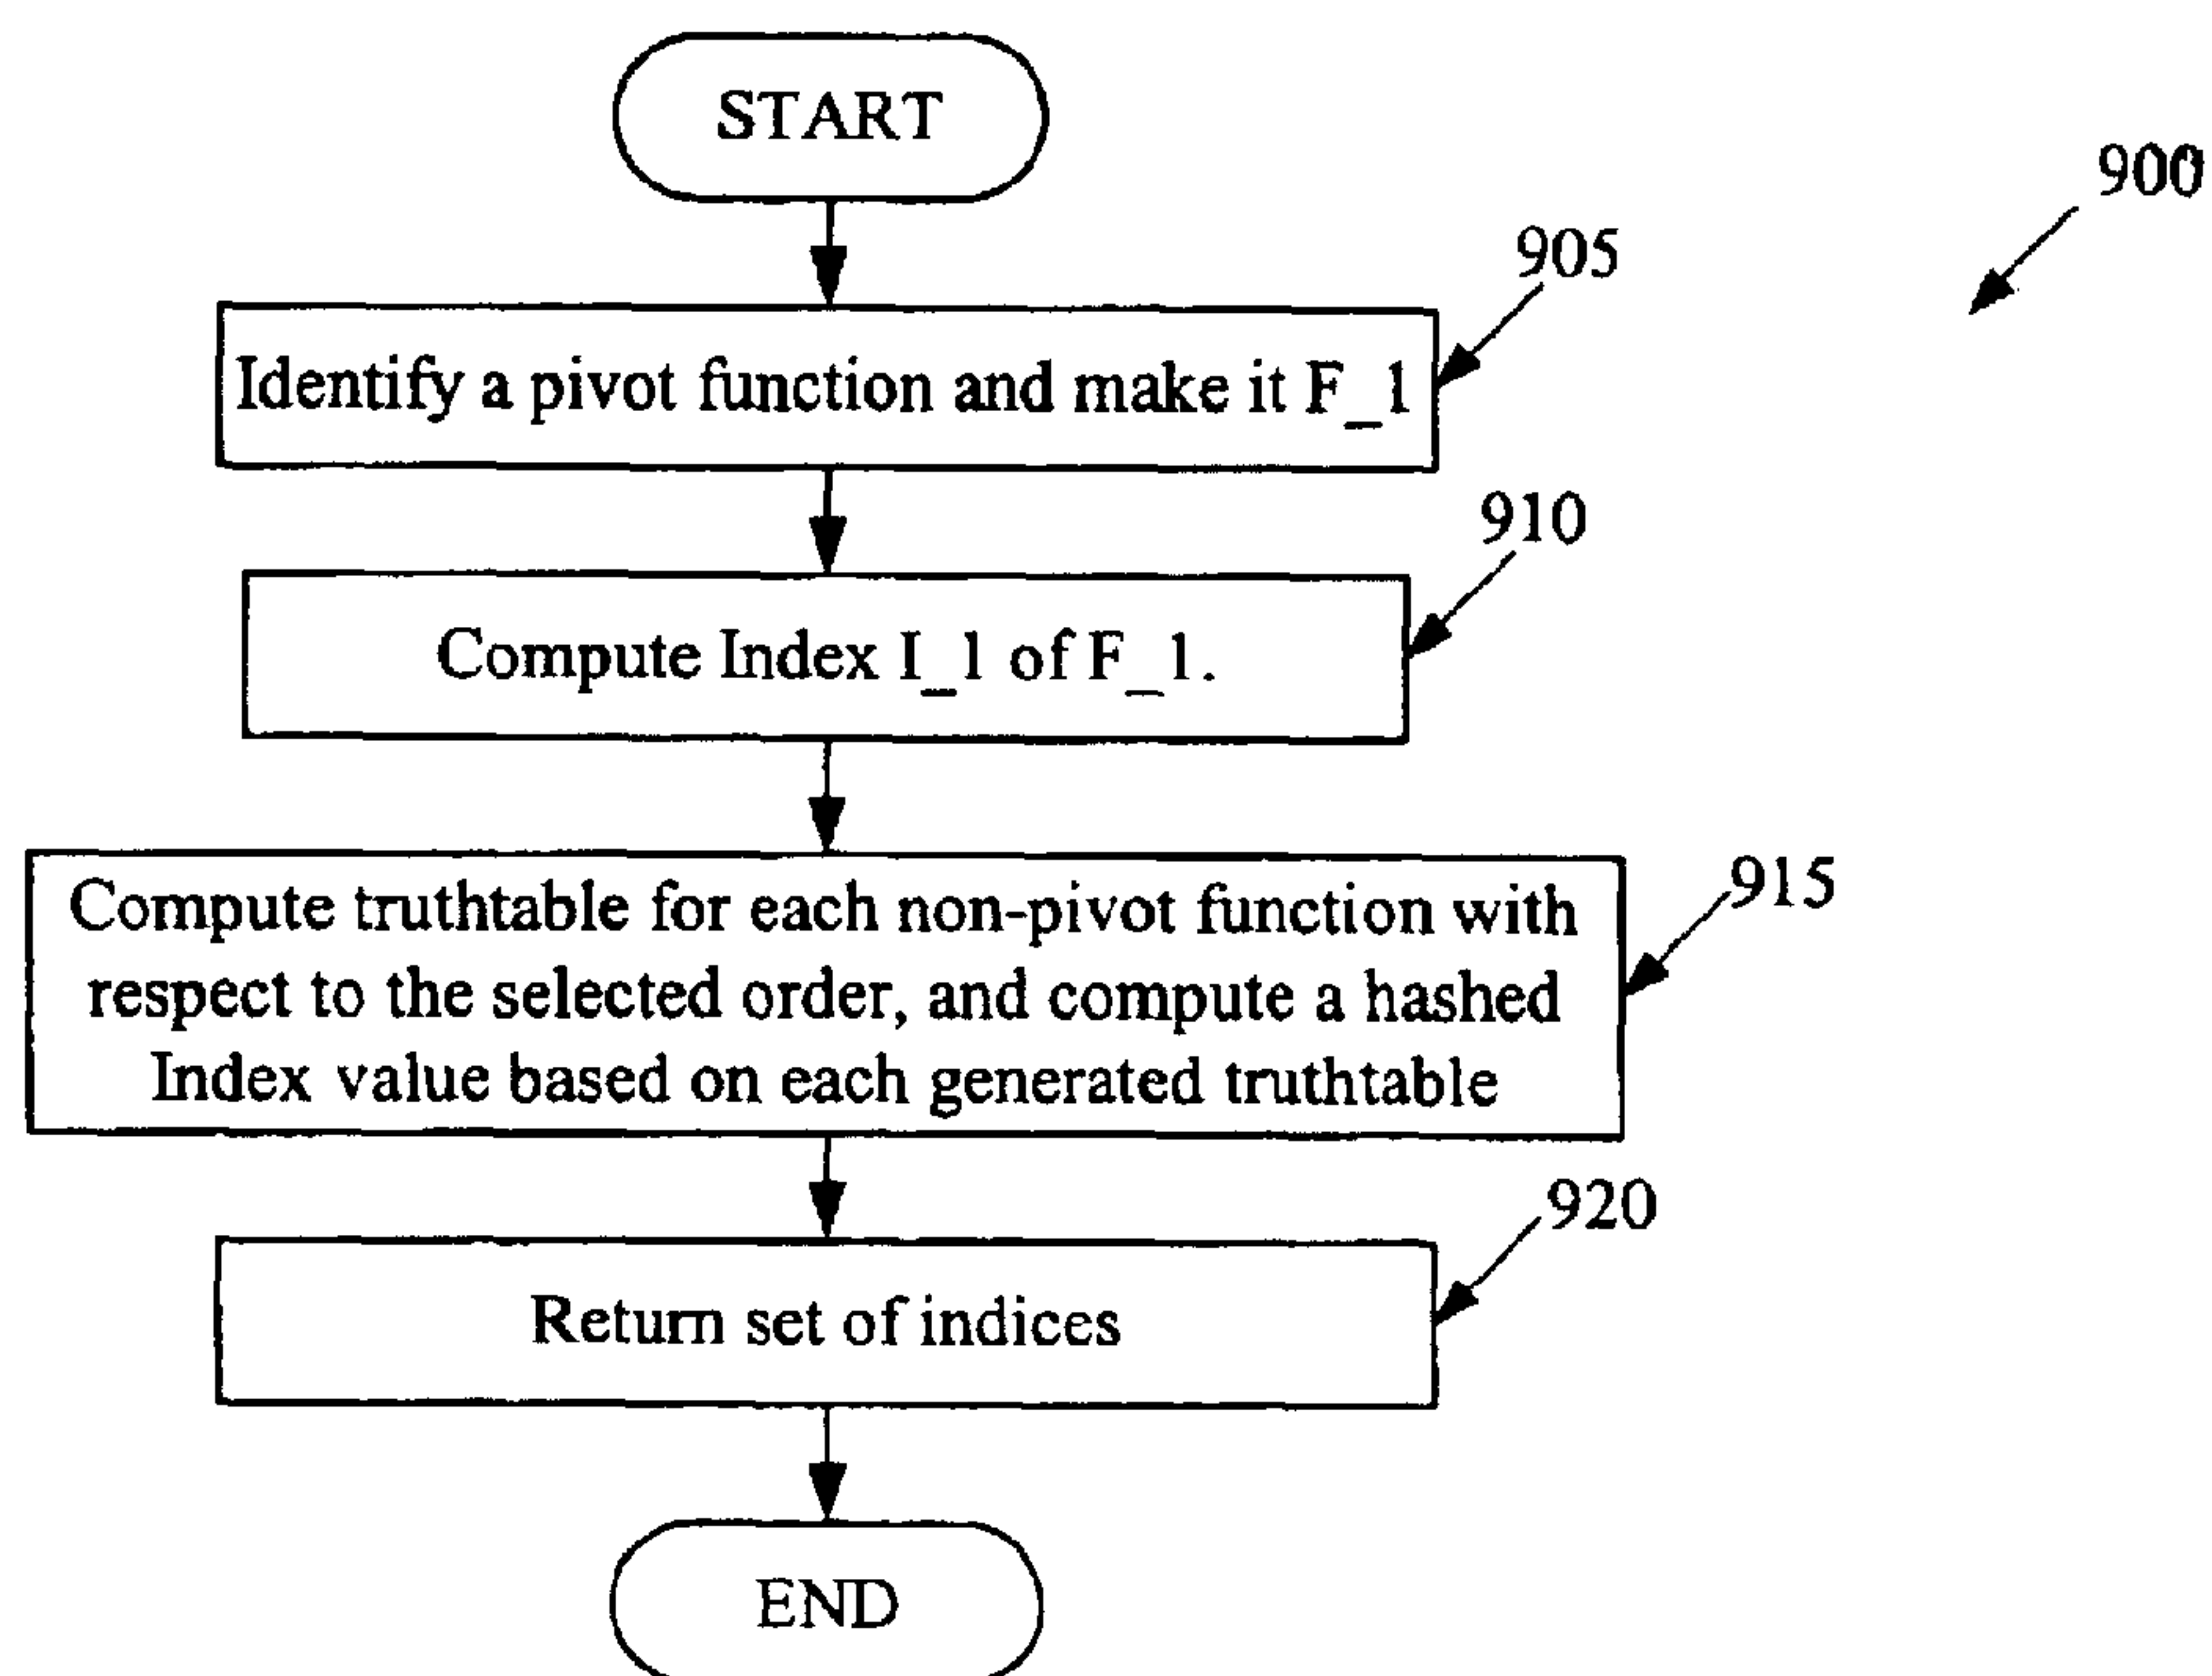 START
900
905
Identify a pivot function and make it F_1
910
Compute Index I_1 of F_1.
915
Compute truthtable for each non-pivot function with
respect to the selected order, and compute a hashed
Index value based on each generated truthtable
920
Return set of indices
END